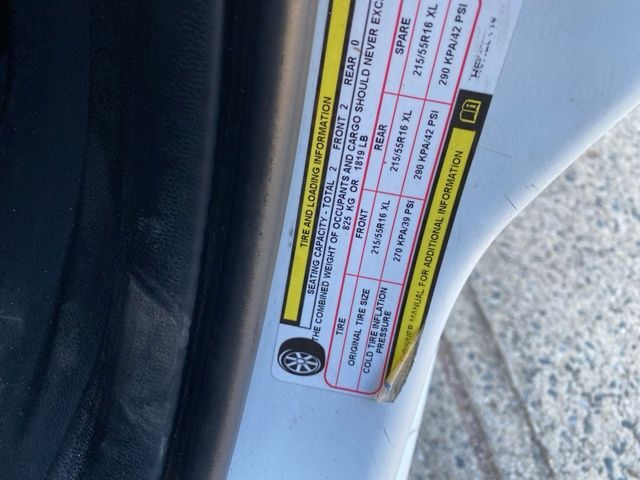 TIRE AND LOADING INFORMATION
SEATING CAPACITY - TOTAL 2 FRONT 2 REAR 0
THE COMBINED WEIGHT OF OCCUPANTS AND CARGO SHOULD NEVER EXC
825 KG OR 1819 LB
TIRE FRONT REAR SPARE
ORIGINAL TIRE SIZE 215/55R16 XL 215/55R16 XL 215/55R16 XL
COLD TIRE INFLATION PRESSURE 270 KPA/39 PSI 290 KPA/42 PSI 290 KPA/42 PSI
OWNER MANUAL FOR ADDITIONAL INFORMATION